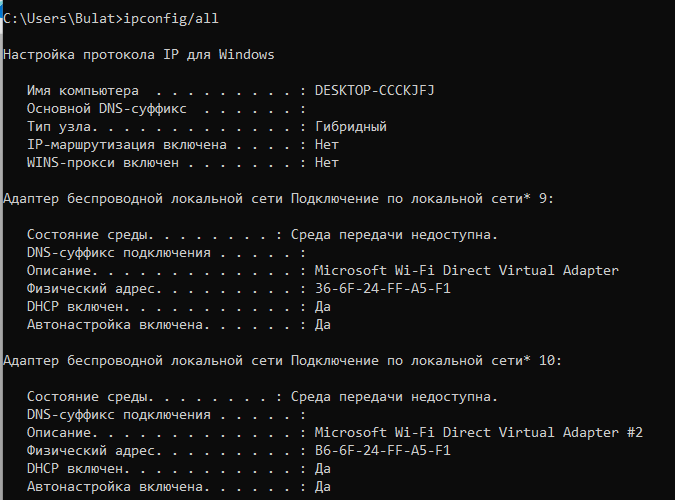 C:\Users\Bulat>ipconfig/all
Настройка протокола IP для Windows
Имя компьютера . . . . . . . . . : DESKTOP-CCCKJFJ
Основной DNS-суффикс . . . . . . :
Тип узла. . . . . . . . . . . . . : Гибридный
IP-маршрутизация включена . . . . : Нет
WINS-прокси включен . . . . . . . : Нет
Адаптер беспроводной локальной сети Подключение по локальной сети* 9:
Состояние среды. . . . . . . . : Среда передачи недоступна.
DNS-суффикс подключения . . . . . :
Описание. . . . . . . . . . . . . : Microsoft Wi-Fi Direct Virtual Adapter
Физический адрес. . . . . . . . . : 36-6F-24-FF-A5-F1
DHCP включен. . . . . . . . . . . : Да
Автонастройка включена. . . . . . : Да
Адаптер беспроводной локальной сети Подключение по локальной сети* 10:
Состояние среды. . . . . . . . : Среда передачи недоступна.
DNS-суффикс подключения . . . . . :
Описание. . . . . . . . . . . . . : Microsoft Wi-Fi Direct Virtual Adapter #2
Физический адрес. . . . . . . . . : B6-6F-24-FF-A5-F1
DHCP включен. . . . . . . . . . . : Да
Автонастройка включена. . . . . . : Да